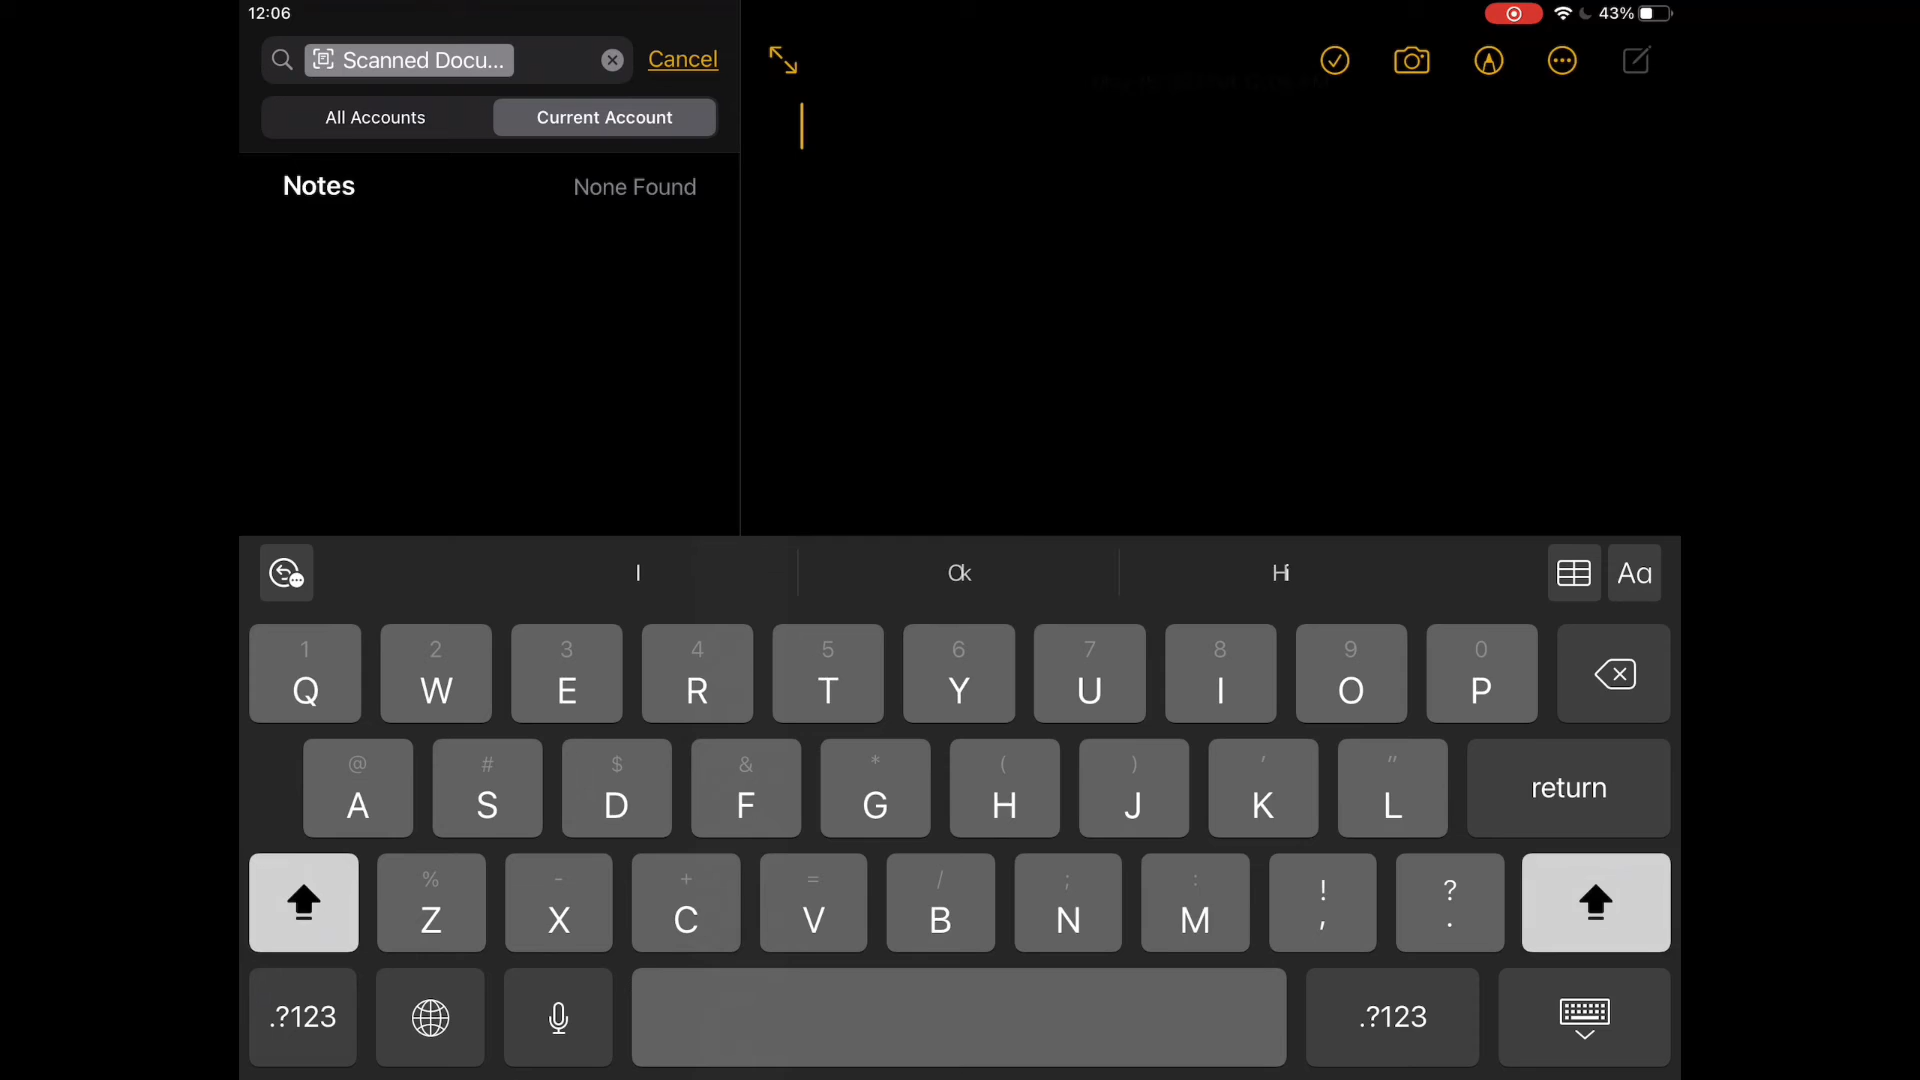 12:06
43%
Scanned Docu...
Cancel
All Accounts
Current Account
Notes
None Found
I
Ok
Hi
Aa
1 2 3 4 5 6 7 8 9 0
Q W E R T Y U I O P
@ # $ & * ( ) ' "
A S D F G H J K L
return
% - + = / ; : ! ?
Z X C V B N M , .
.?123
.?123